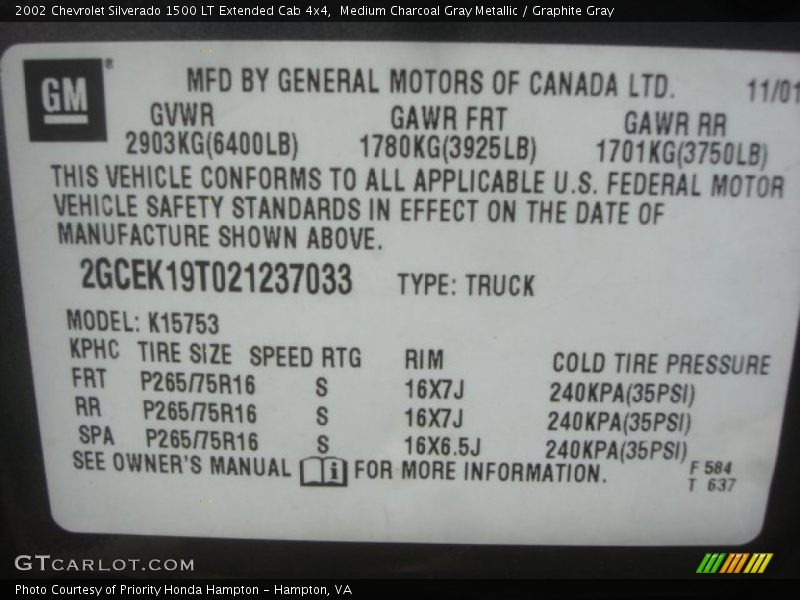 2002 Chevrolet Silverado 1500 LT Extended Cab 4x4, Medium Charcoal Gray Metallic / Graphite Gray
GM ®
MFD BY GENERAL MOTORS OF CANADA LTD. 11/01
GVWR GAWR FRT GAWR RR
2903KG(6400LB) 1780KG(3925LB) 1701KG(3750LB)
THIS VEHICLE CONFORMS TO ALL APPLICABLE U.S. FEDERAL MOTOR
VEHICLE SAFETY STANDARDS IN EFFECT ON THE DATE OF
MANUFACTURE SHOWN ABOVE.
2GCEK19T021237033 TYPE: TRUCK
MODEL: K15753
KPHC TIRE SIZE SPEED RTG RIM COLD TIRE PRESSURE
FRT P265/75R16 S 16X7J 240KPA(35PSI)
RR P265/75R16 S 16X7J 240KPA(35PSI)
SPA P265/75R16 S 16X6.5J 240KPA(35PSI)
SEE OWNER'S MANUAL i FOR MORE INFORMATION.
F 584
T 637
GTCARLOT.COM
Photo Courtesy of Priority Honda Hampton - Hampton, VA